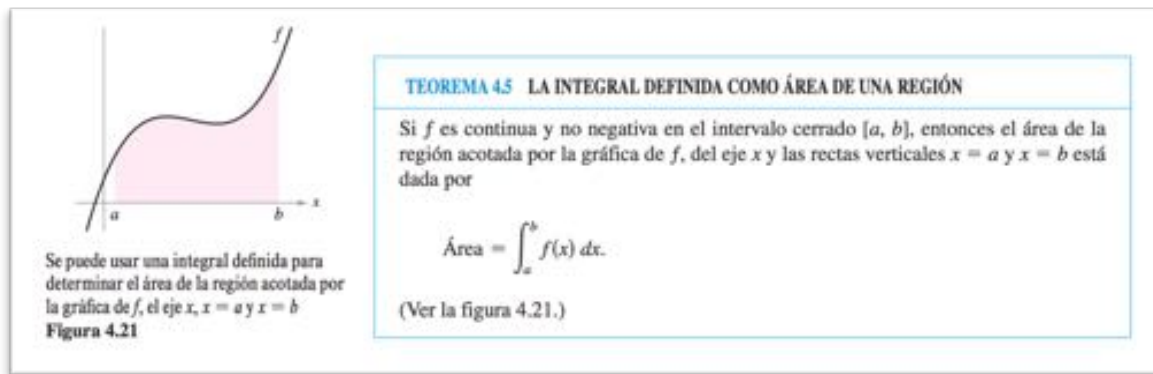 f
a
b
x
Se puede usar una integral definida para
determinar el área de la región acotada por
la gráfica de f, el eje x, x = a y x = b
Figura 4.21
TEOREMA 4.5 LA INTEGRAL DEFINIDA COMO ÁREA DE UNA REGIÓN
Si f es continua y no negativa en el intervalo cerrado [a, b], entonces el área de la
región acotada por la gráfica de f, del eje x y las rectas verticales x = a y x = b está
dada por
Área = ∫_a^b f(x) dx.
(Ver la figura 4.21.)